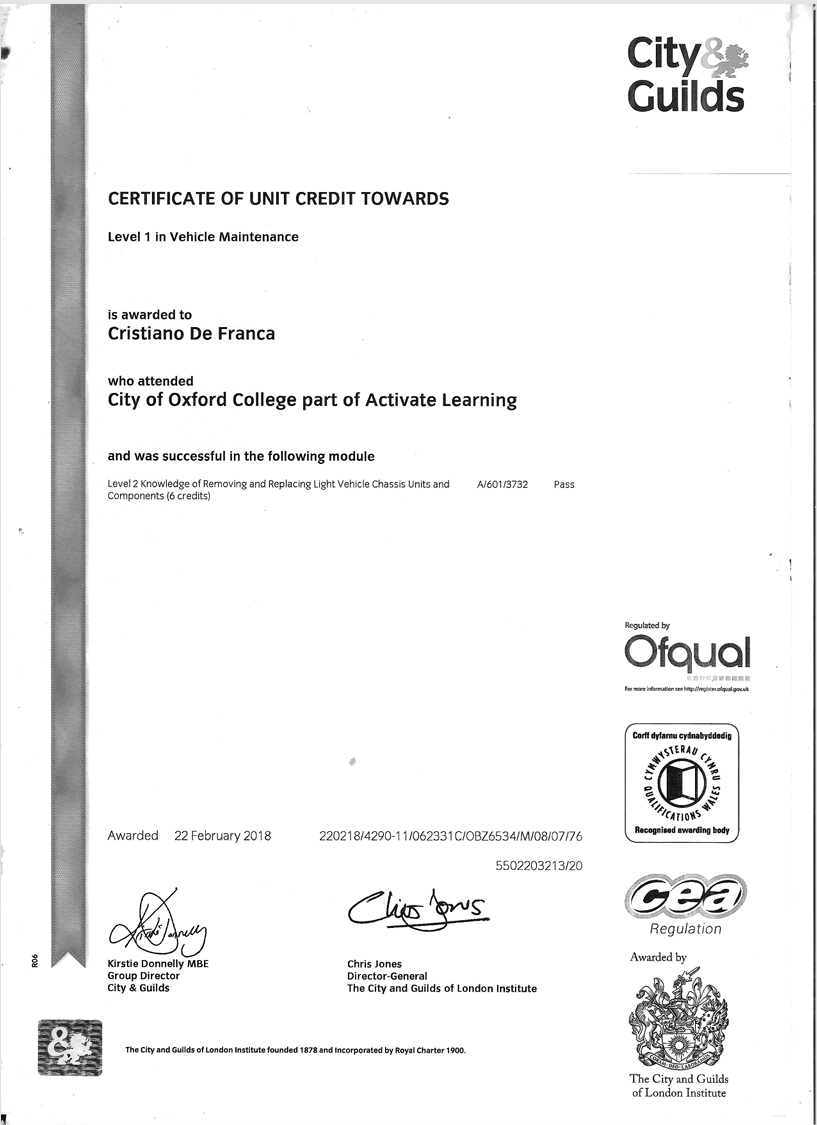 City&
Guilds
CERTIFICATE OF UNIT CREDIT TOWARDS
Level 1 in Vehicle Maintenance
is awarded to
Cristiano De Franca
who attended
City of Oxford College part of Activate Learning
and was successful in the following module
Level 2 Knowledge of Removing and Replacing Light Vehicle Chassis Units and A/601/3732 Pass
Components (6 credits)
Regulated by
Ofqual
For more information see http://register.ofqual.gov.uk
Corff dyfarnu cydnabyddedig
CYMWYSTERAU CYMRU
QUALIFICATIONS WALES
Recognised awarding body
Awarded 22 February 2018 220218/4290-11/062331C/OBZ6534/M/08/07/76
5502203213/20
cea
Regulation
Chris Jones
Kirstie Donnelly MBE
Group Director
City & Guilds
Chris Jones
Director-General
The City and Guilds of London Institute
R06
Awarded by
The City and Guilds
of London Institute
&
The City and Guilds of London Institute founded 1878 and Incorporated by Royal Charter 1900.